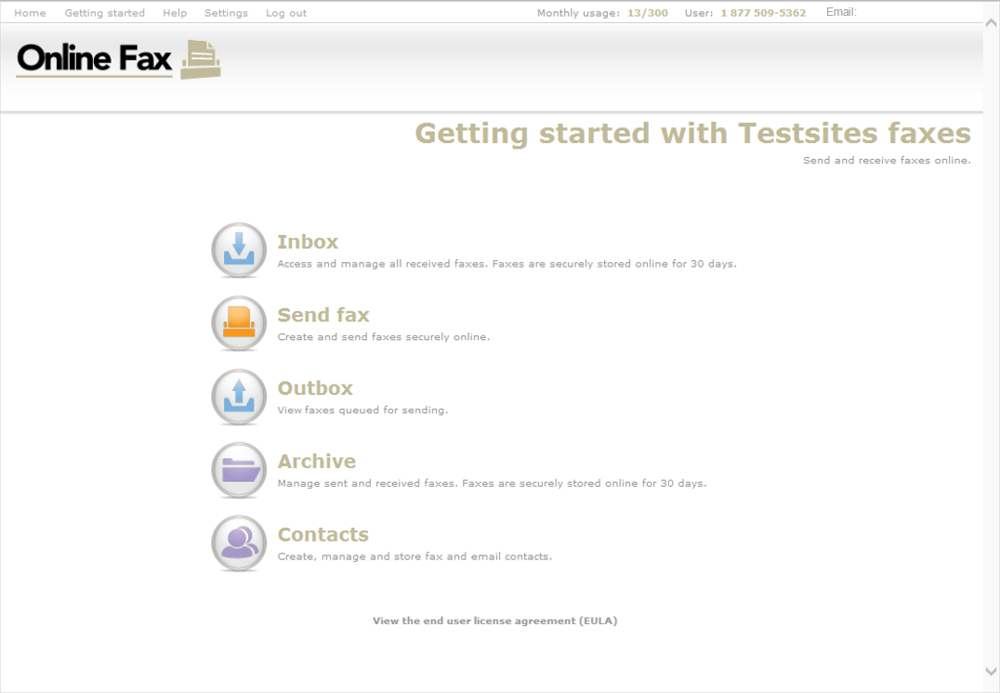 Home Getting started Help Settings Log out Monthly usage: 13/300 User: 1 877 509-5362 Email:
Online Fax
Getting started with Testsites faxes
Send and receive faxes online.
Inbox
Access and manage all received faxes. Faxes are securely stored online for 30 days.
Send fax
Create and send faxes securely online.
Outbox
View faxes queued for sending.
Archive
Manage sent and received faxes. Faxes are securely stored online for 30 days.
Contacts
Create, manage and store fax and email contacts.
View the end user license agreement (EULA)